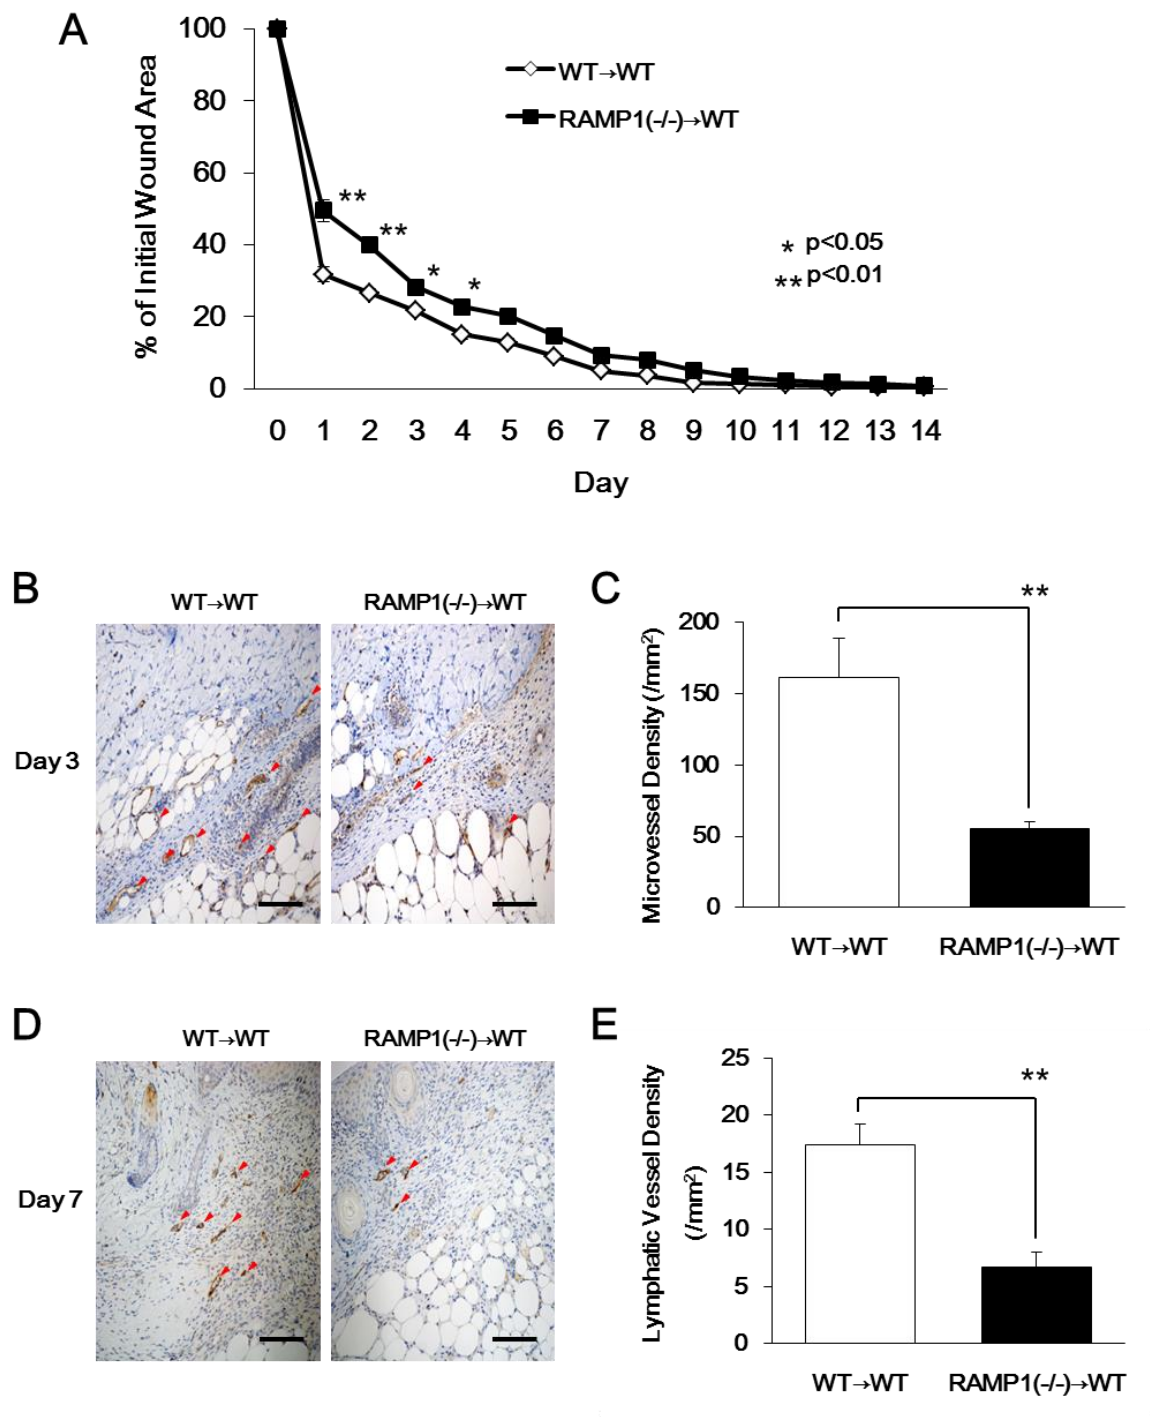 A
% of Initial Wound Area
100
80
60
40
20
0
WT→WT
RAMP1(-/-)→WT
**
**
*
*
* p<0.05
** p<0.01
0 1 2 3 4 5 6 7 8 9 10 11 12 13 14
Day
B
WT→WT RAMP1(-/-)→WT
Day 3
C
Microvessel Density (/mm²)
200
150
100
50
0
**
WT→WT RAMP1(-/-)→WT
D
WT→WT RAMP1(-/-)→WT
Day 7
E
Lymphatic Vessel Density
(/mm²)
25
20
15
10
5
0
**
WT→WT RAMP1(-/-)→WT